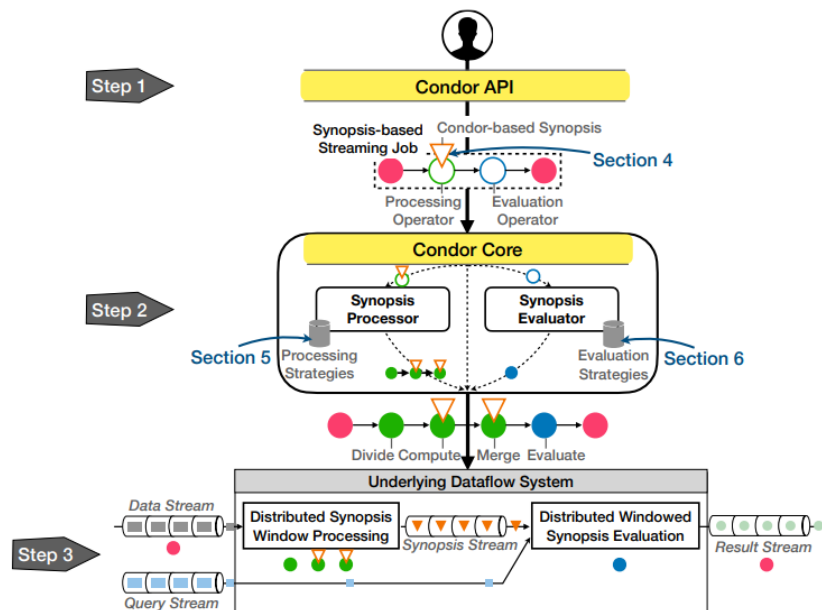 Step 1
Condor API
Synopsis-based
Streaming Job
Condor-based Synopsis
Section 4
Processing
Operator
Evaluation
Operator
Condor Core
Step 2
Synopsis
Processor
Synopsis
Evaluator
Section 5
Processing
Strategies
Evaluation
Strategies
Section 6
Divide Compute Merge Evaluate
Underlying Dataflow System
Step 3
Data Stream
Distributed Synopsis
Window Processing
Synopsis Stream
Distributed Windowed
Synopsis Evaluation
Result Stream
Query Stream